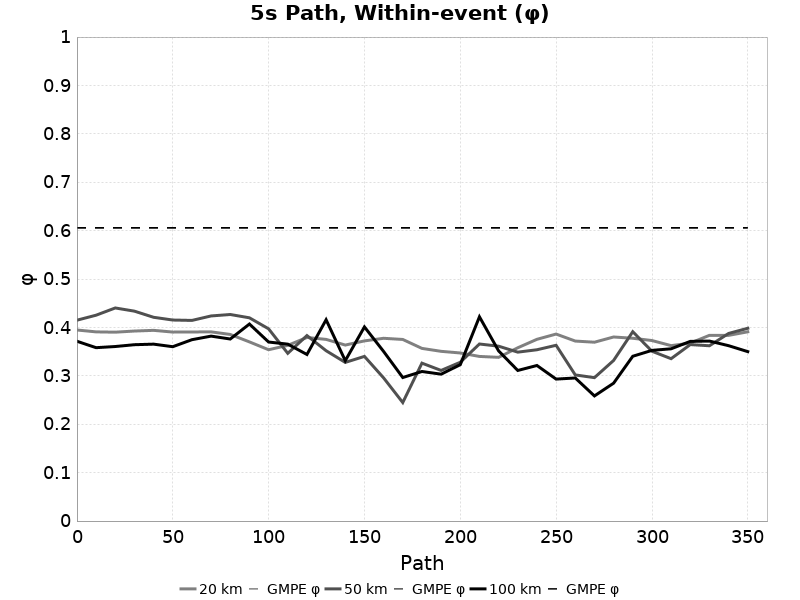 5s Path, Within-event (φ)
1
0.9
0.8
0.7
0.6
0.5
0.4
0.3
0.2
0.1
0
φ
0 50 100 150 200 250 300 350
Path
20 km GMPE φ 50 km GMPE φ 100 km GMPE φ